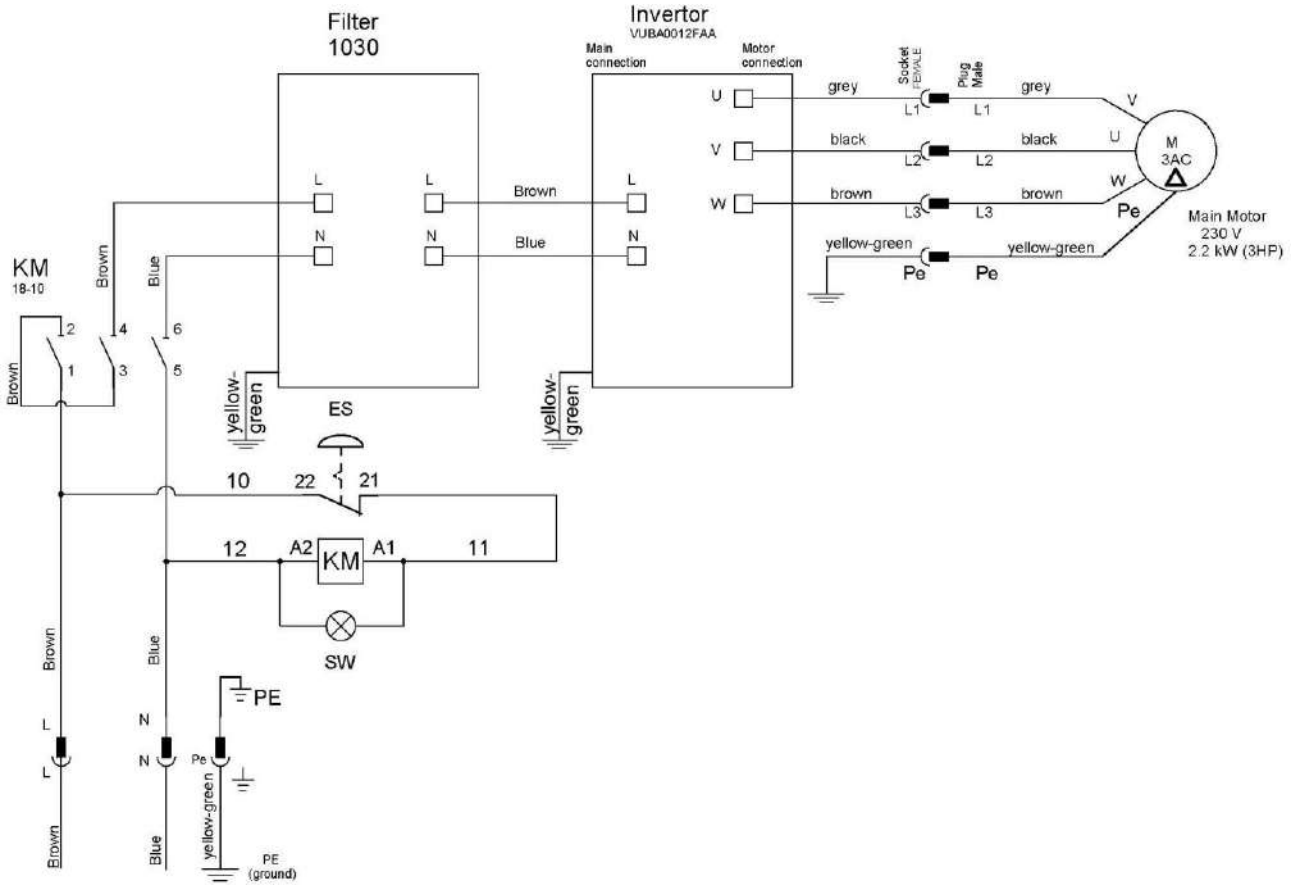 Filter
1030
Invertor
VUBA0012FAA
Main
connection
Motor
connection
Socket
FEMALE
Plug
Male
U
grey
L1
L1
grey
V
V
black
L2
L2
black
U
M
3AC
W
brown
L3
L3
brown
W
Pe
yellow-green
Pe
Pe
yellow-green
Main Motor
230 V
2.2 kW (3HP)
L
L
Brown
L
N
N
Blue
N
KM
18-10
Brown
Blue
2
4
6
1
3
5
Brown
yellow-
green
yellow-
green
ES
10
22
21
12
A2
KM
A1
11
SW
Brown
Blue
PE
L
N
L
N
Pe
Brown
Blue
yellow-green
PE
(ground)